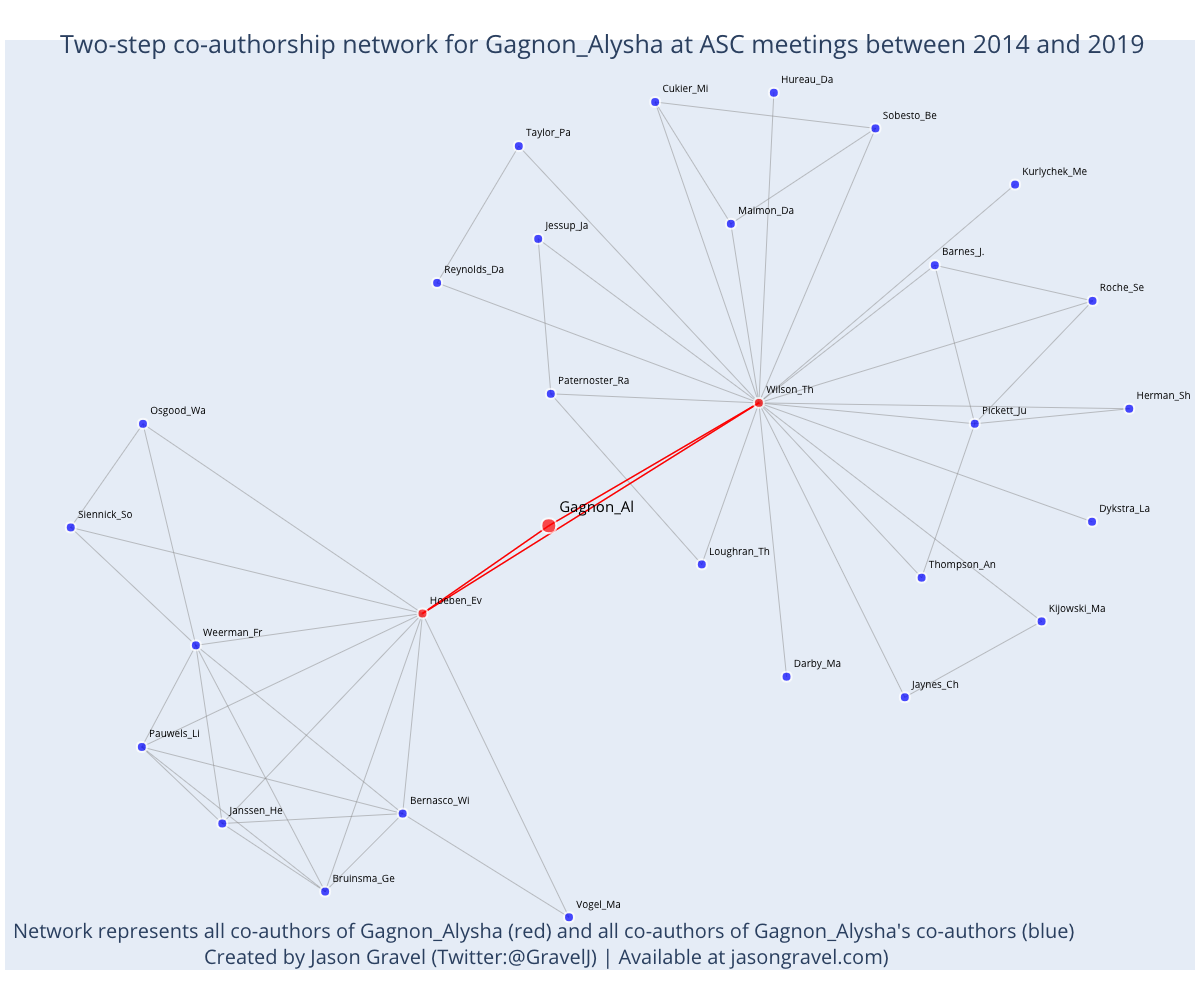 Two-step co-authorship network for Gagnon_Alysha at ASC meetings between 2014 and 2019
Hureau_Da
Cukier_Mi
Sobesto_Be
Taylor_Pa
Kurlychek_Me
Maimon_Da
Jessup_Ja
Barnes_J.
Reynolds_Da
Roche_Se
Paternoster_Ra
Wilson_Th
Herman_Sh
Osgood_Wa
Pickett_Ju
Gagnon_Al
Dykstra_La
Siennick_So
Loughran_Th
Thompson_An
Hoeben_Ev
Kijowski_Ma
Weerman_Fr
Darby_Ma
Jaynes_Ch
Pauwels_Li
Bernasco_Wi
Janssen_He
Bruinsma_Ge
Vogel_Ma
Network represents all co-authors of Gagnon_Alysha (red) and all co-authors of Gagnon_Alysha's co-authors (blue)
Created by Jason Gravel (Twitter:@GravelJ) | Available at jasongravel.com)